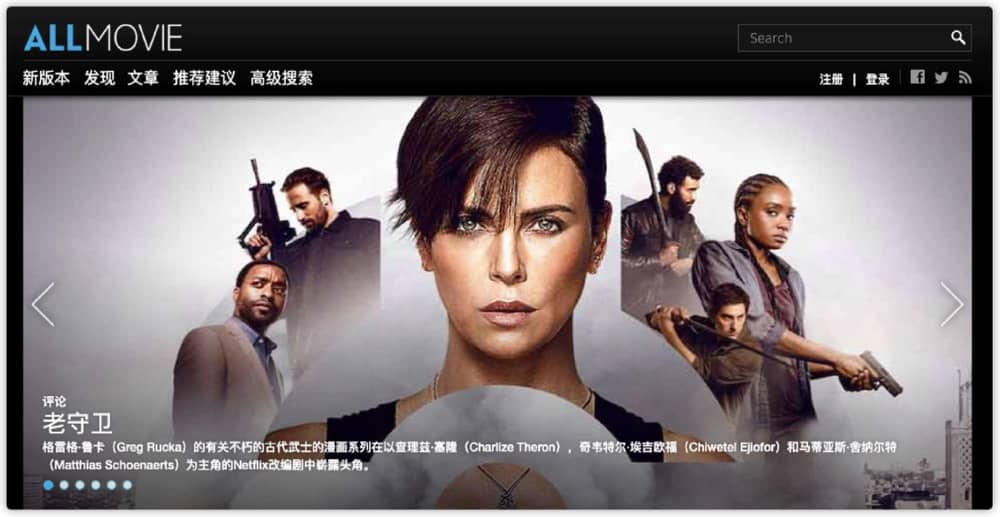 ALLMOVIE
Search
新版本 发现 文章 推荐建议 高级搜索
注册 | 登录
评论
老守卫
格雷格·鲁卡（Greg Rucka）的有关不朽的古代武士的漫画系列在以查理兹·塞隆（Charlize Theron），奇韦特尔·埃吉欧福（Chiwetel Ejiofor）和马蒂亚斯·舍纳尔特
（Matthias Schoenaerts）为主角的Netflix改编剧中崭露头角。